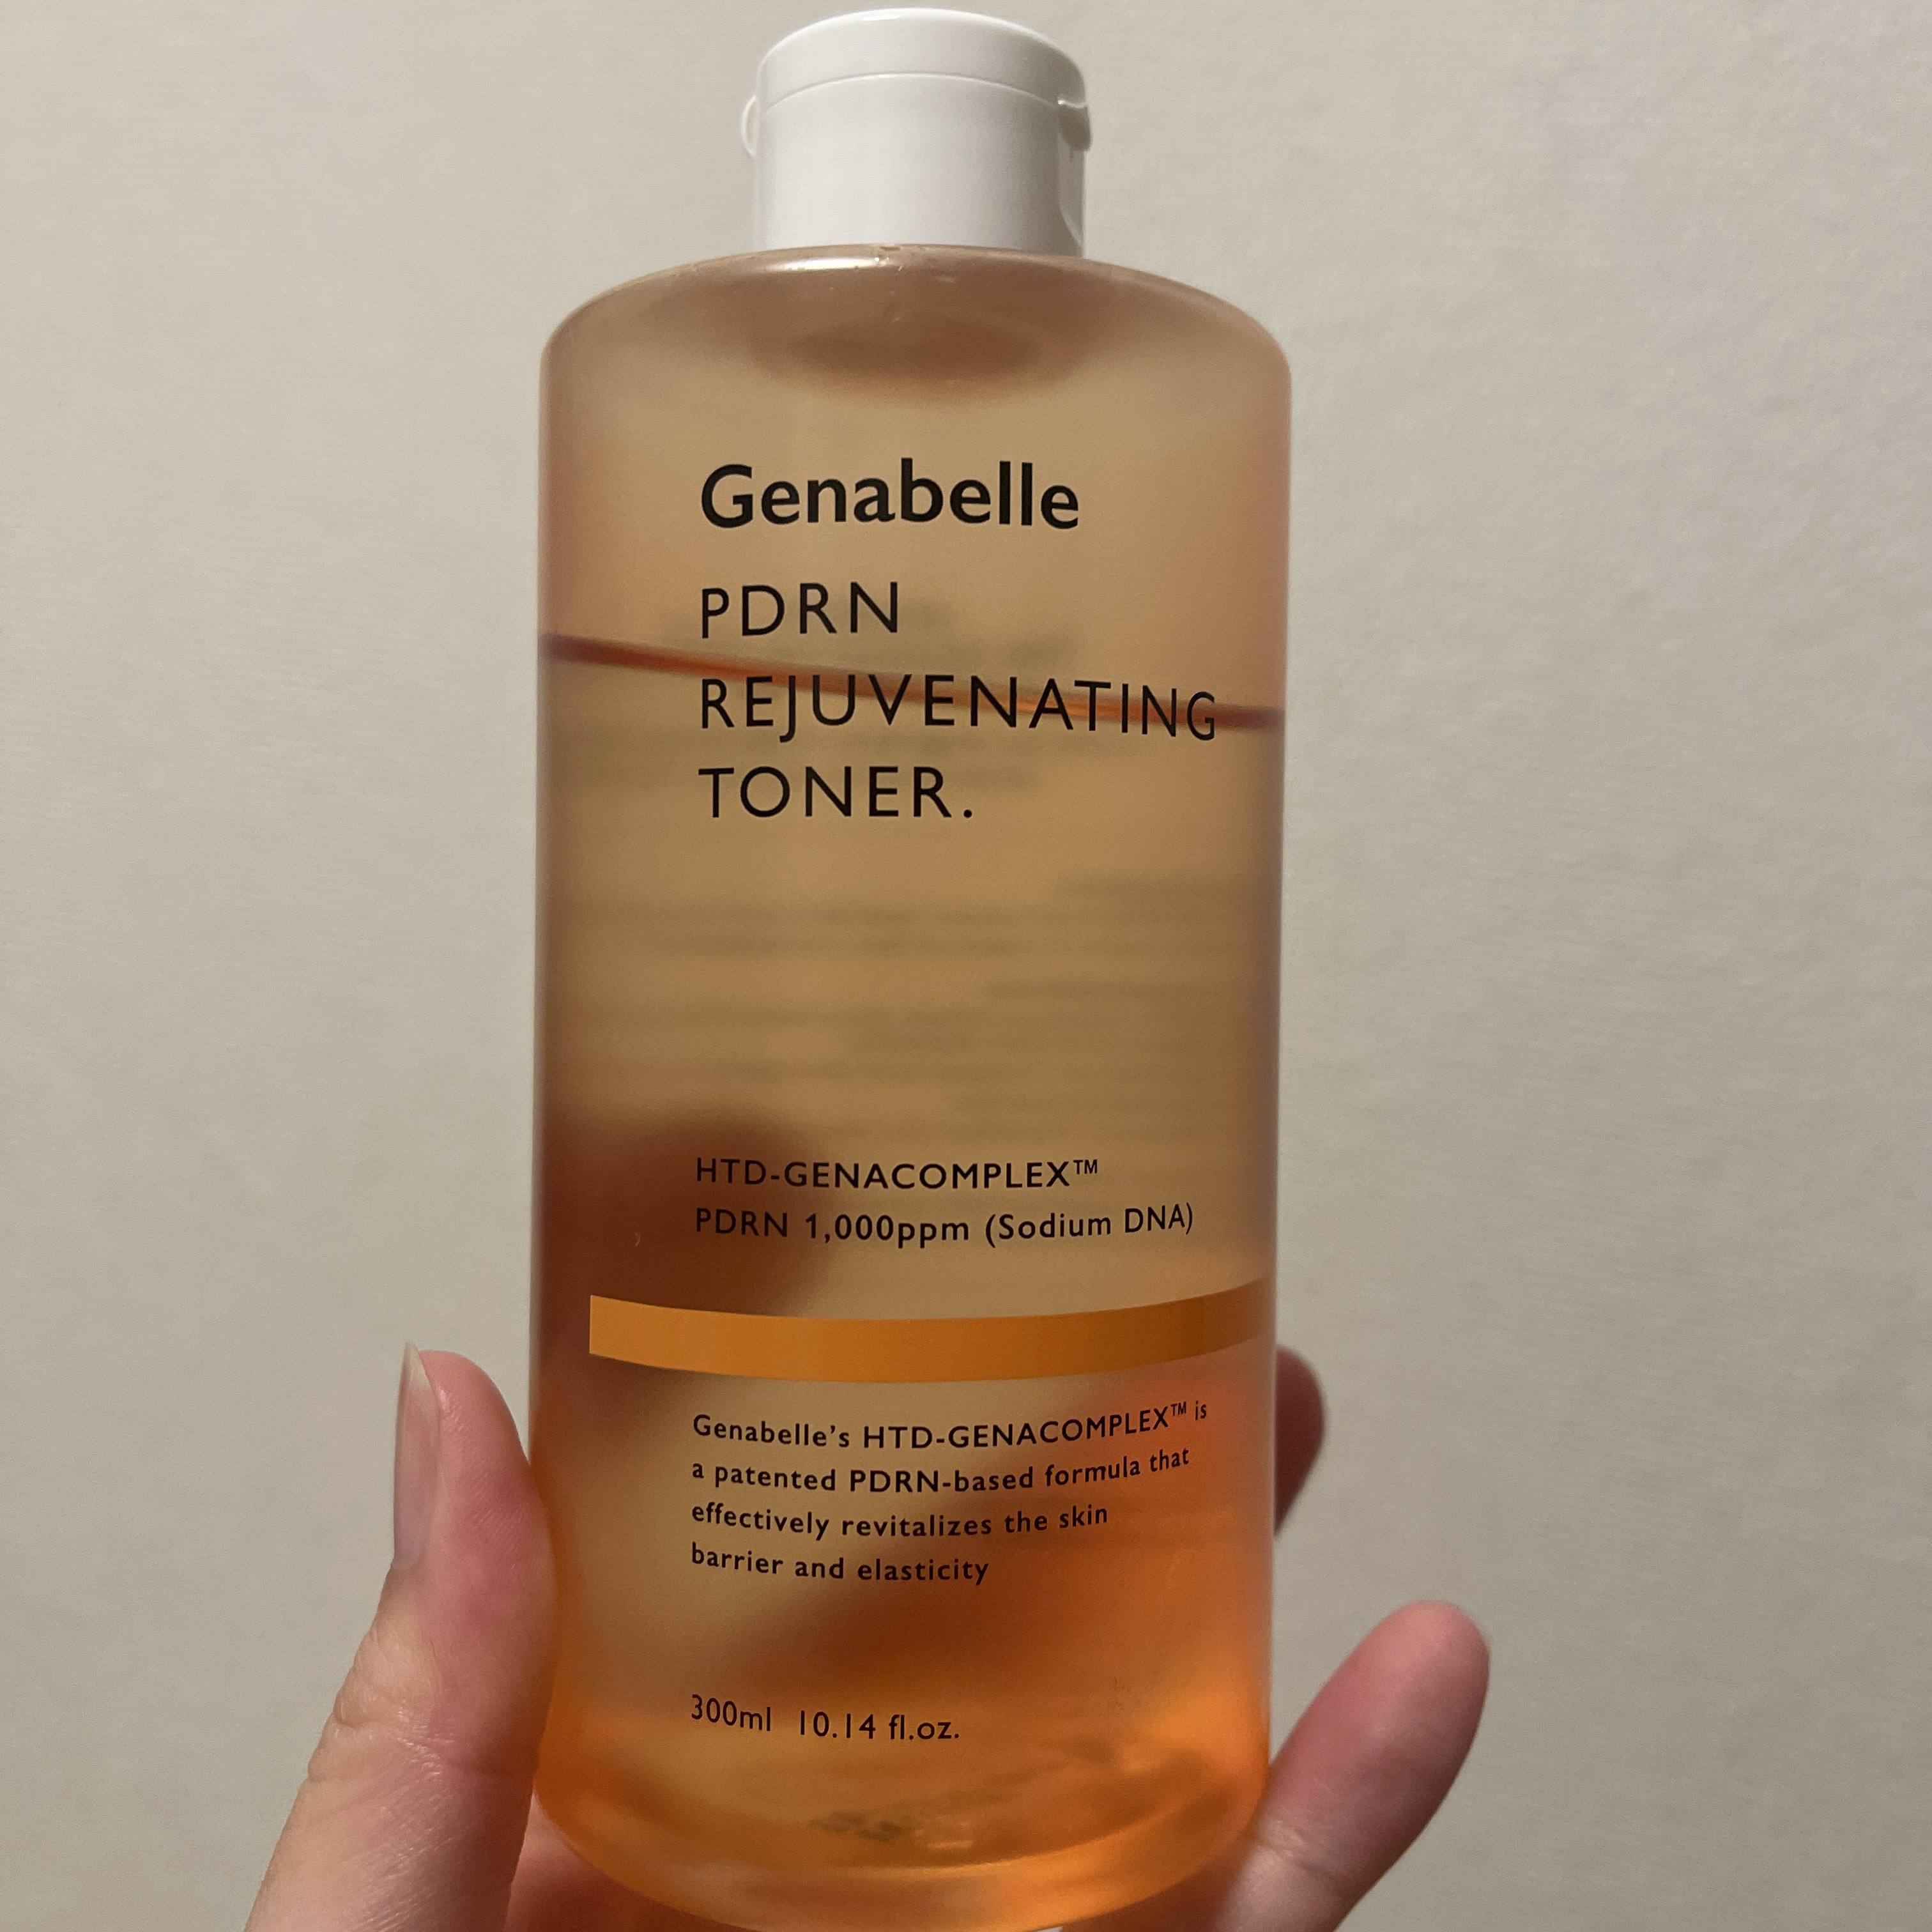 Genabelle
PDRN
REJUVENATING
TONER.
HTD-GENACOMPLEX™
PDRN 1,000ppm (Sodium DNA)
Genabelle's HTD-GENACOMPLEX™ is
a patented PDRN-based formula that
effectively revitalizes the skin
barrier and elasticity
300ml 10.14 fl.oz.